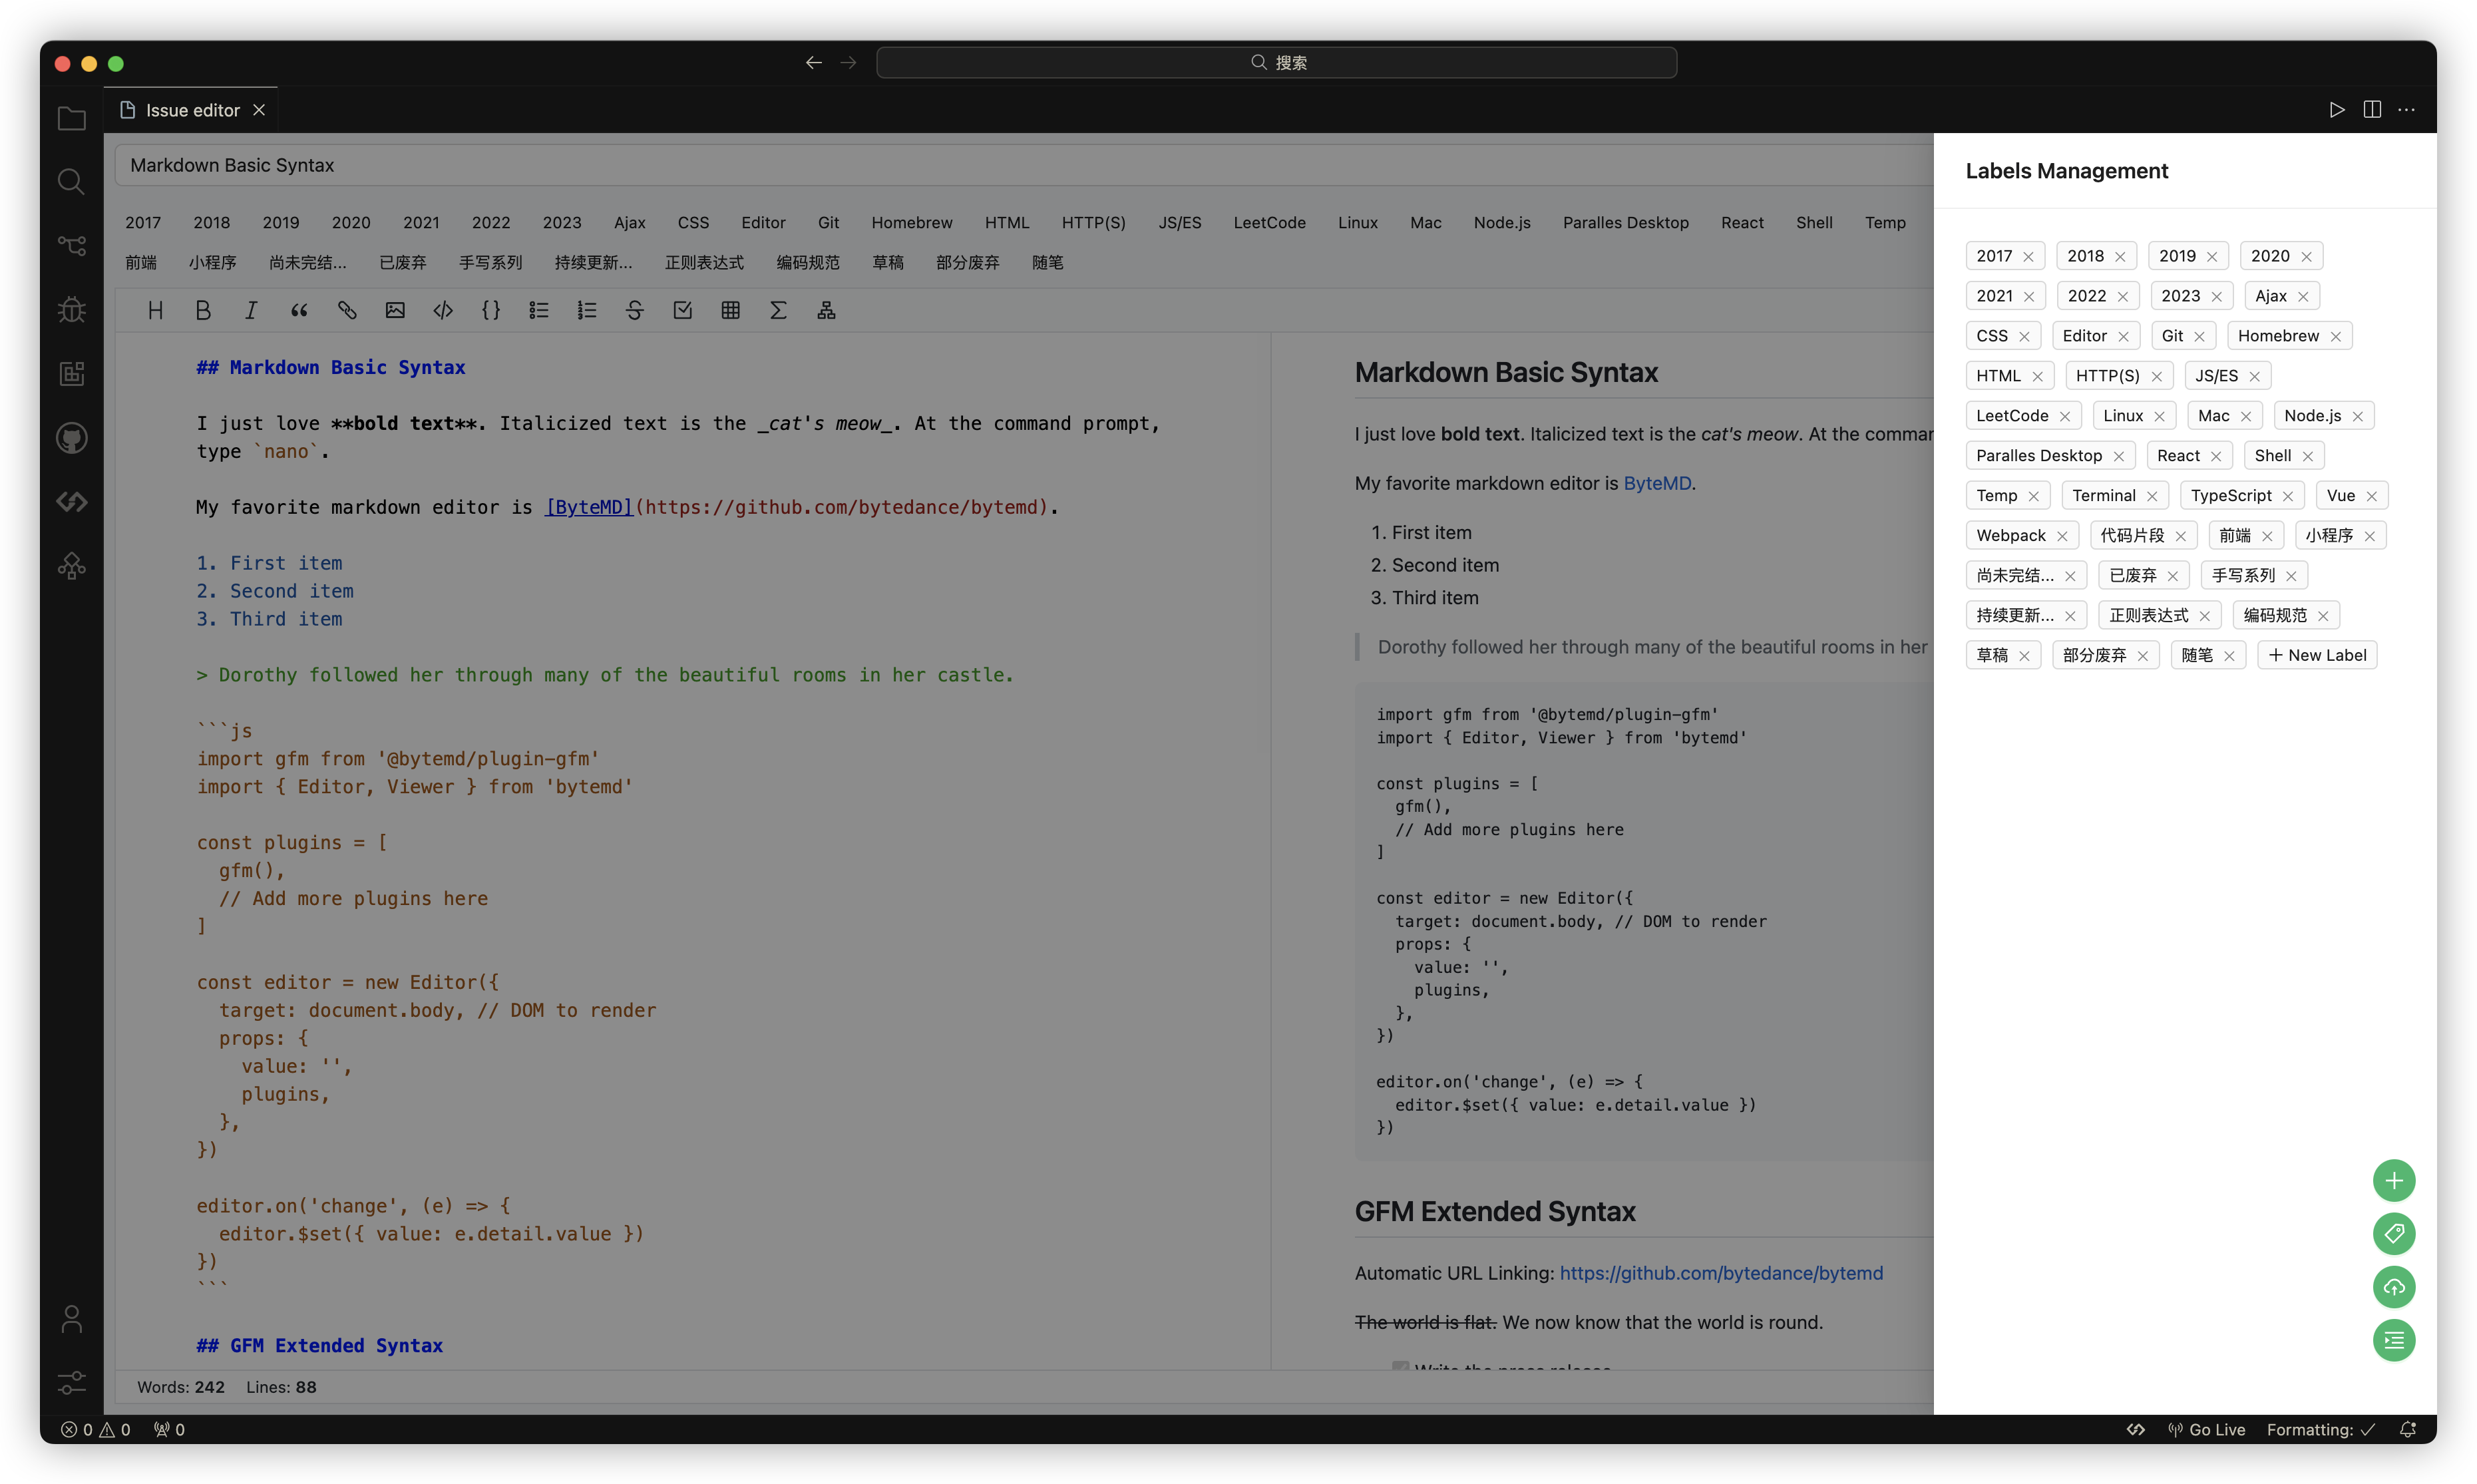 搜索
Issue editor
Markdown Basic Syntax
2017 2018 2019 2020 2021 2022 2023 Ajax CSS Editor Git Homebrew HTML HTTP(S) JS/ES LeetCode Linux Mac Node.js Paralles Desktop React Shell Temp
前端 小程序 尚未完结... 已废弃 手写系列 持续更新... 正则表达式 编码规范 草稿 部分废弃 随笔
## Markdown Basic Syntax
I just love **bold text**. Italicized text is the _cat's meow_. At the command prompt,
type `nano`.
My favorite markdown editor is [ByteMD](https://github.com/bytedance/bytemd).
1. First item
2. Second item
3. Third item
> Dorothy followed her through many of the beautiful rooms in her castle.
```js
import gfm from '@bytemd/plugin-gfm'
import { Editor, Viewer } from 'bytemd'
const plugins = [
gfm(),
// Add more plugins here
]
const editor = new Editor({
target: document.body, // DOM to render
props: {
value: '',
plugins,
},
})
editor.on('change', (e) => {
editor.$set({ value: e.detail.value })
})
```
## GFM Extended Syntax
Markdown Basic Syntax
I just love bold text. Italicized text is the cat's meow. At the commar
My favorite markdown editor is ByteMD.
1. First item
2. Second item
3. Third item
Dorothy followed her through many of the beautiful rooms in her
import gfm from '@bytemd/plugin-gfm'
import { Editor, Viewer } from 'bytemd'
const plugins = [
gfm(),
// Add more plugins here
]
const editor = new Editor({
target: document.body, // DOM to render
props: {
value: '',
plugins,
},
})
editor.on('change', (e) => {
editor.$set({ value: e.detail.value })
})
GFM Extended Syntax
Automatic URL Linking: https://github.com/bytedance/bytemd
The world is flat. We now know that the world is round.
Write the press release
Words: 242 Lines: 88
Labels Management
2017 2018 2019 2020
2021 2022 2023 Ajax
CSS Editor Git Homebrew
HTML HTTP(S) JS/ES
LeetCode Linux Mac Node.js
Paralles Desktop React Shell
Temp Terminal TypeScript Vue
Webpack 代码片段 前端 小程序
尚未完结... 已废弃 手写系列
持续更新... 正则表达式 编码规范
草稿 部分废弃 随笔 + New Label
0 0 0 Go Live Formatting: ✓